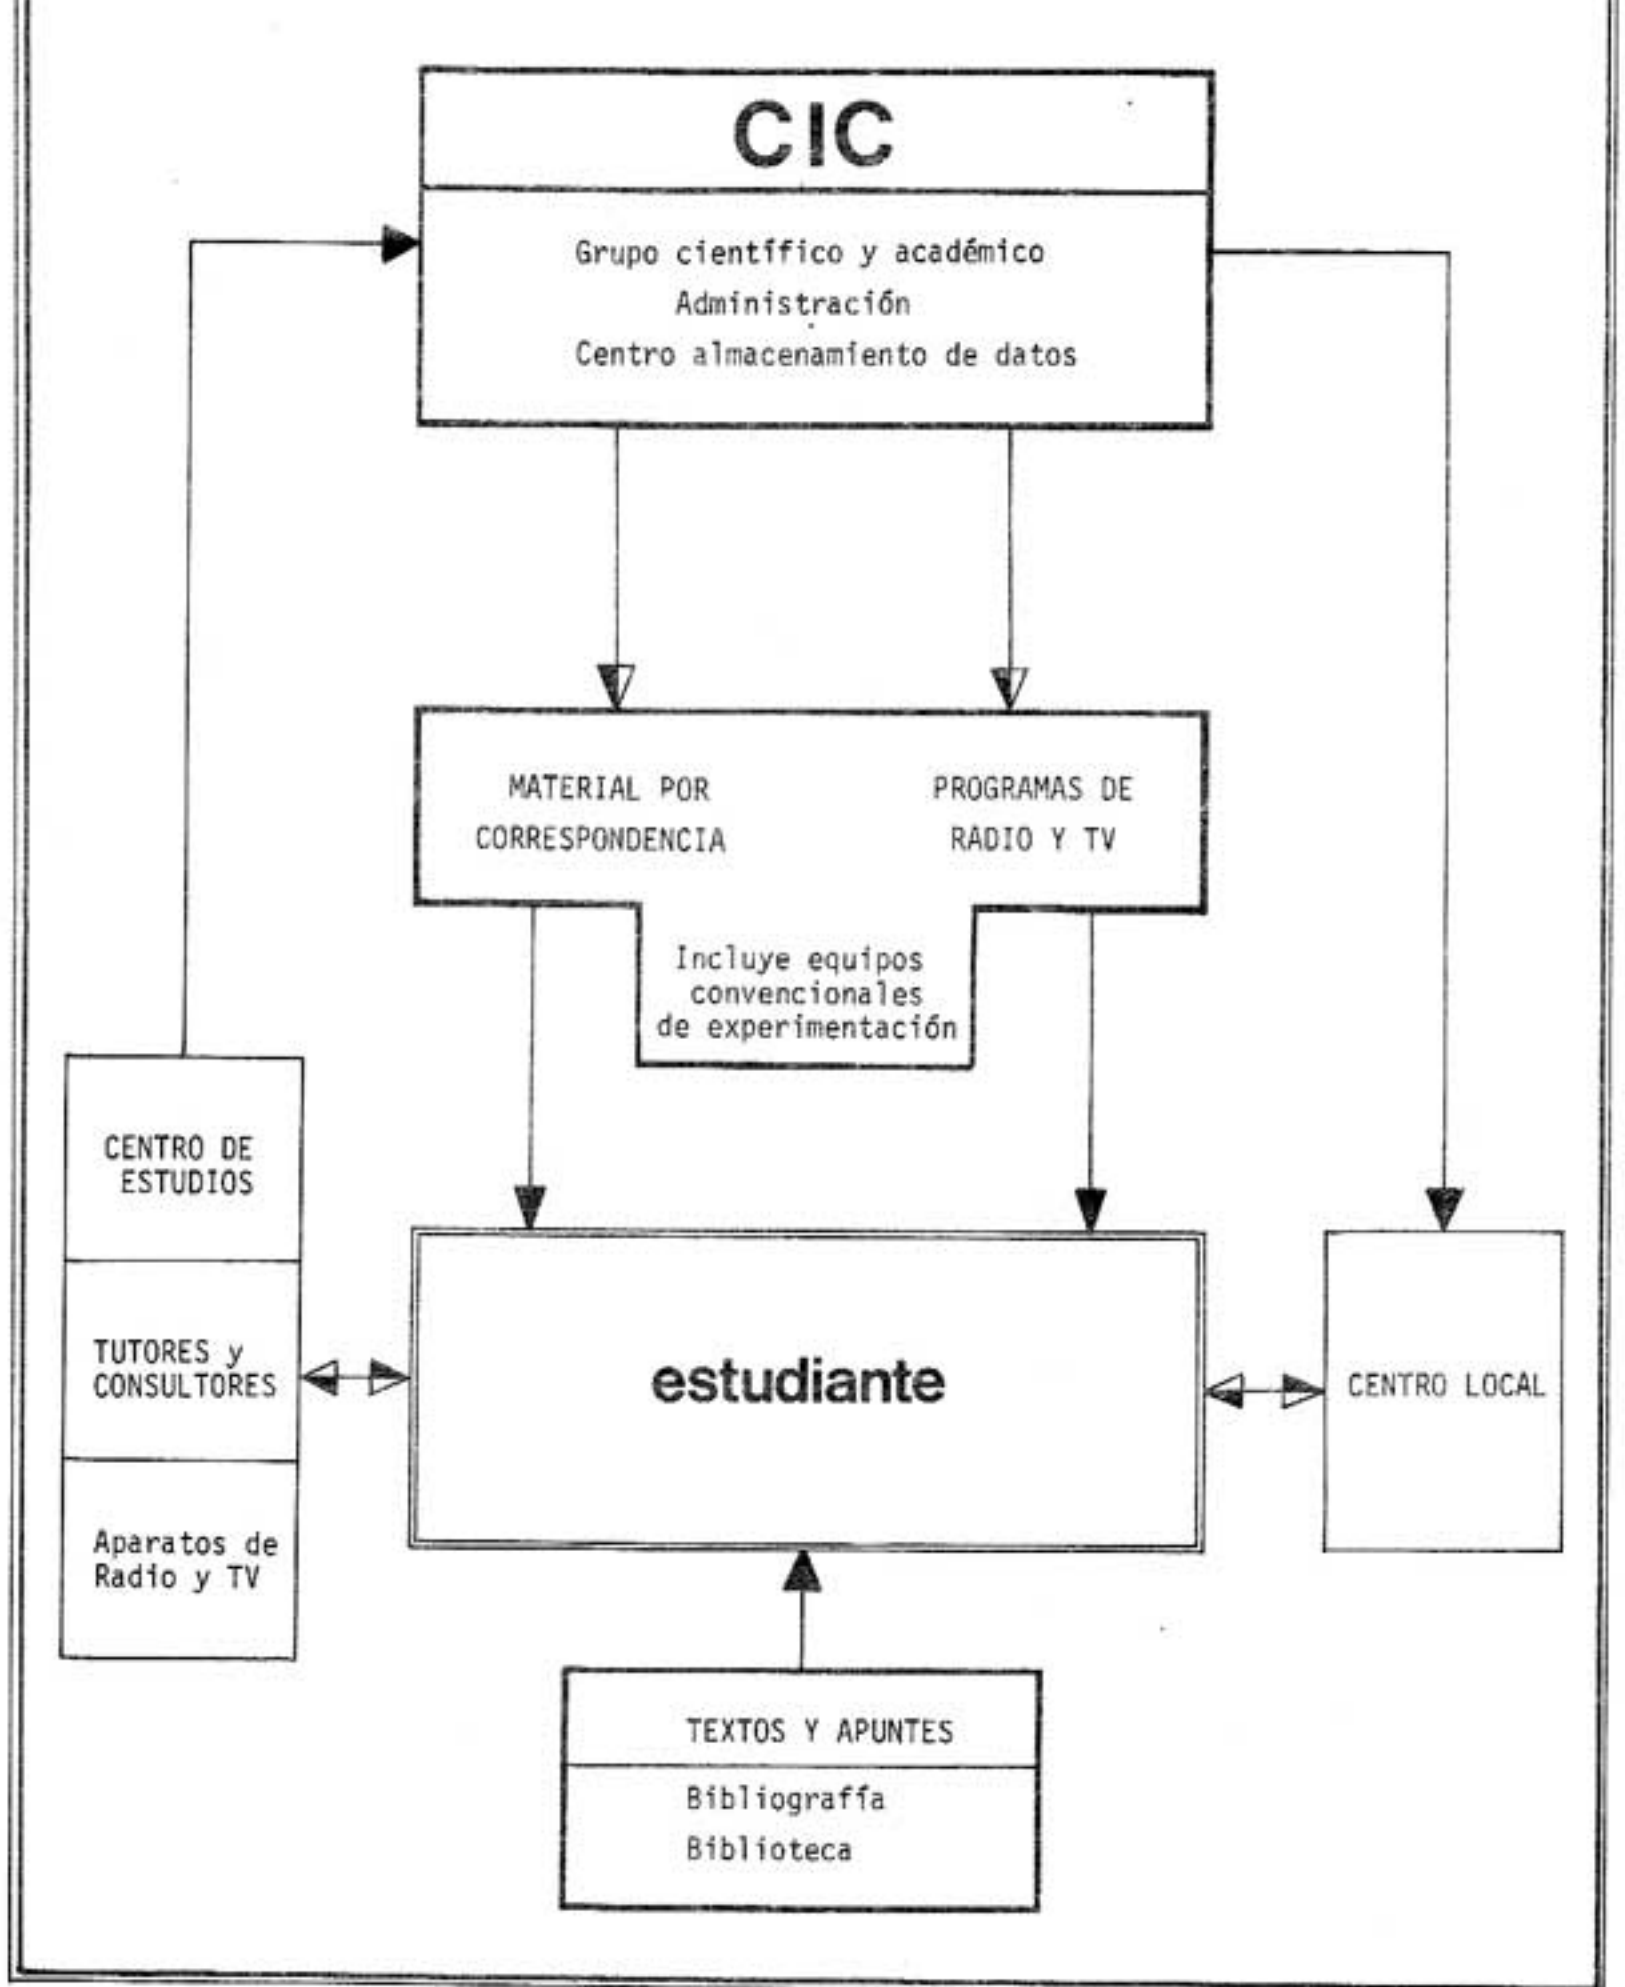 CIC
Grupo científico y académico
Administración
Centro almacenamiento de datos
MATERIAL POR
CORRESPONDENCIA
PROGRAMAS DE
RADIO Y TV
Incluye equipos
convencionales
de experimentación
CENTRO DE
ESTUDIOS
TUTORES y
CONSULTORES
Aparatos de
Radio y TV
estudiante
CENTRO LOCAL
TEXTOS Y APUNTES
Bibliografía
Biblioteca